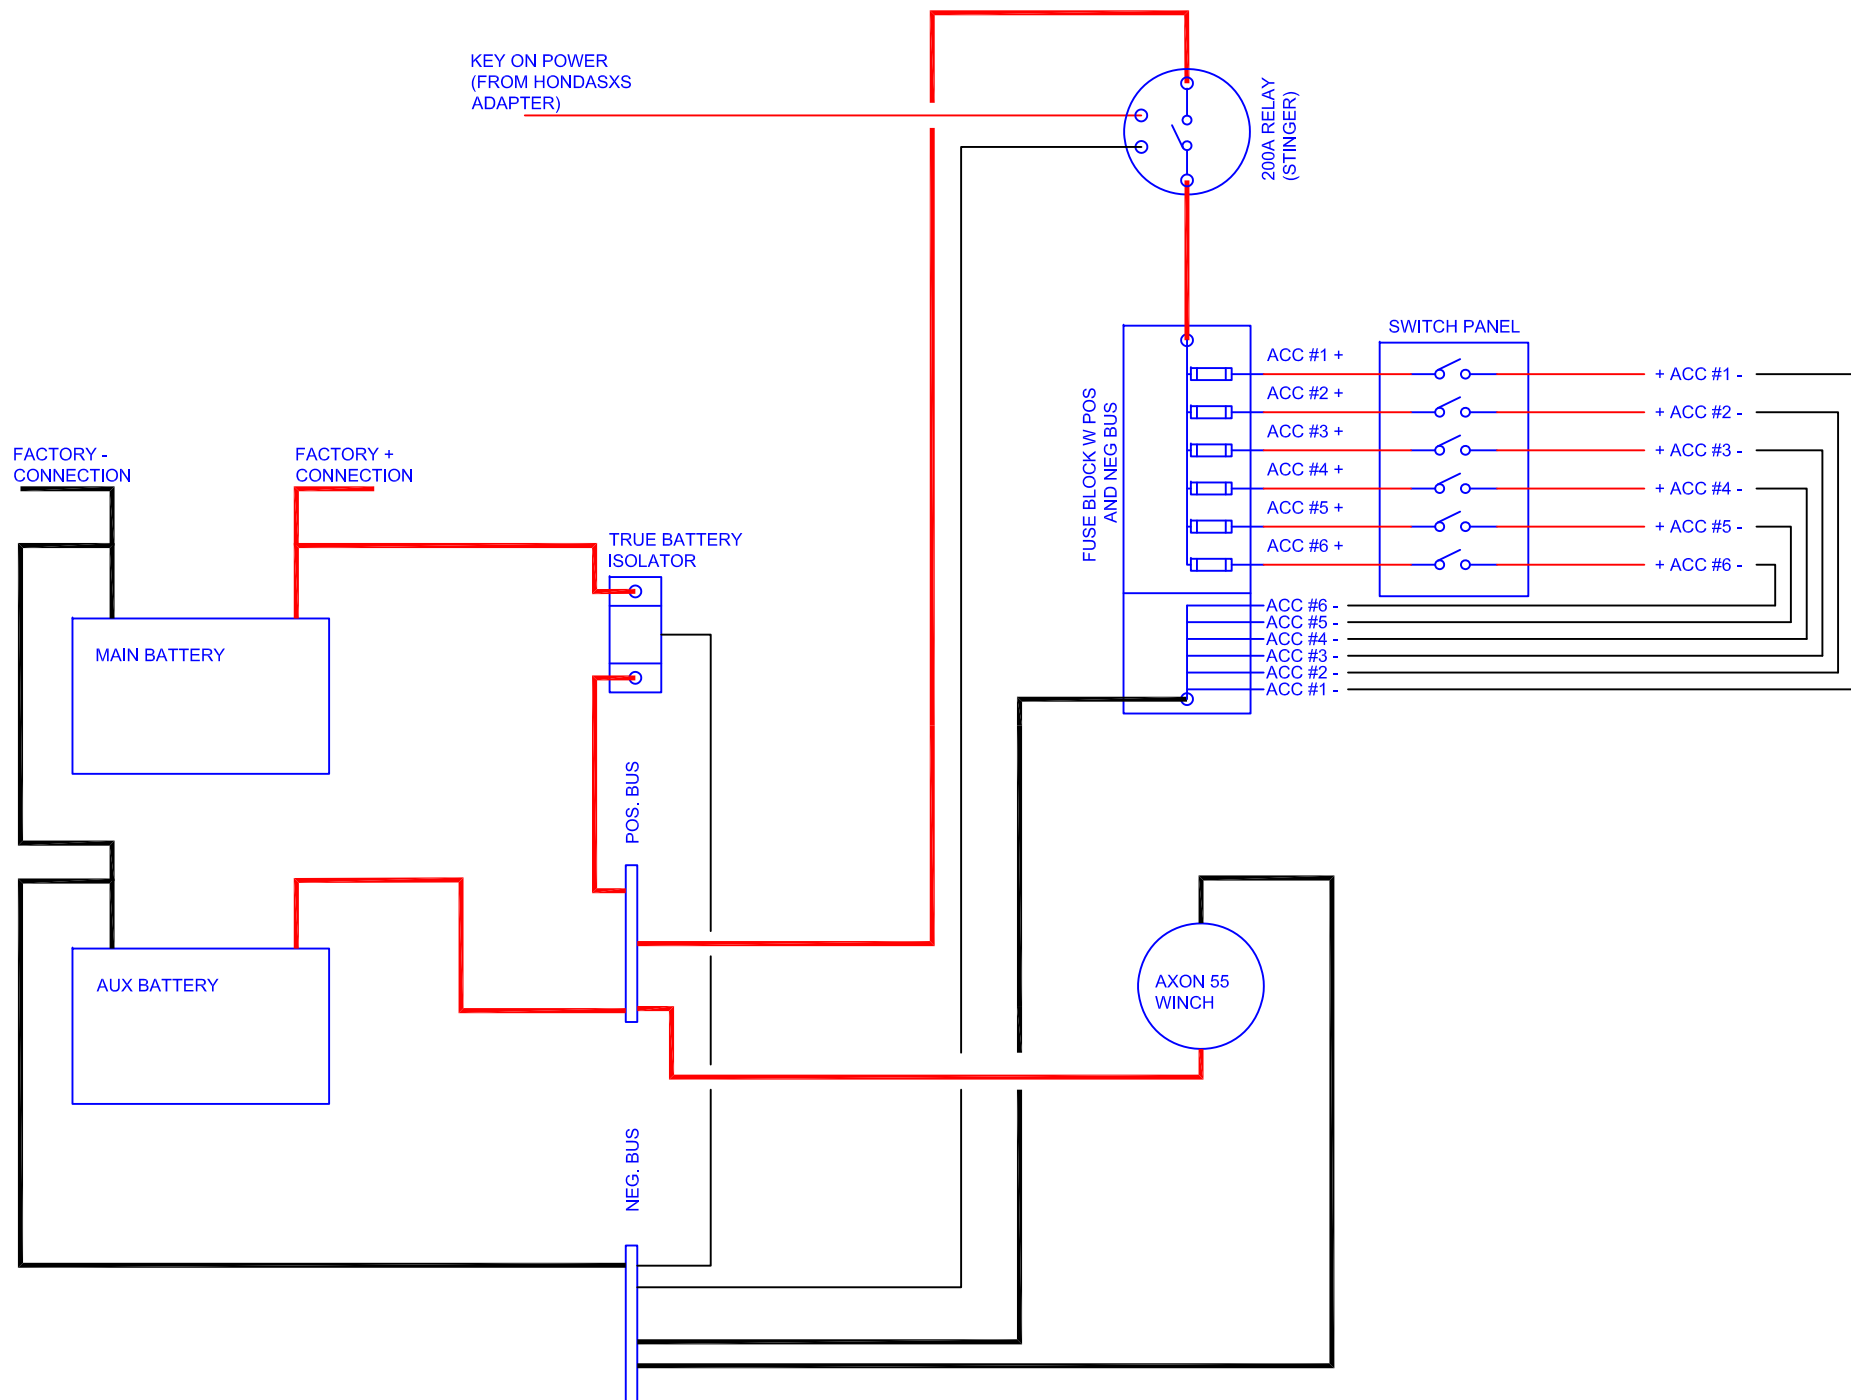 KEY ON POWER
(FROM HONDASXS
ADAPTER)
200A RELAY
(STINGER)
SWITCH PANEL
FUSE BLOCK W POS
AND NEG BUS
ACC #1 +
ACC #2 +
ACC #3 +
ACC #4 +
ACC #5 +
ACC #6 +
+ ACC #1 -
+ ACC #2 -
+ ACC #3 -
+ ACC #4 -
+ ACC #5 -
+ ACC #6 -
ACC #6 -
ACC #5 -
ACC #4 -
ACC #3 -
ACC #2 -
ACC #1 -
FACTORY -
CONNECTION
FACTORY +
CONNECTION
TRUE BATTERY
ISOLATOR
MAIN BATTERY
POS. BUS
AUX BATTERY
AXON 55
WINCH
NEG. BUS